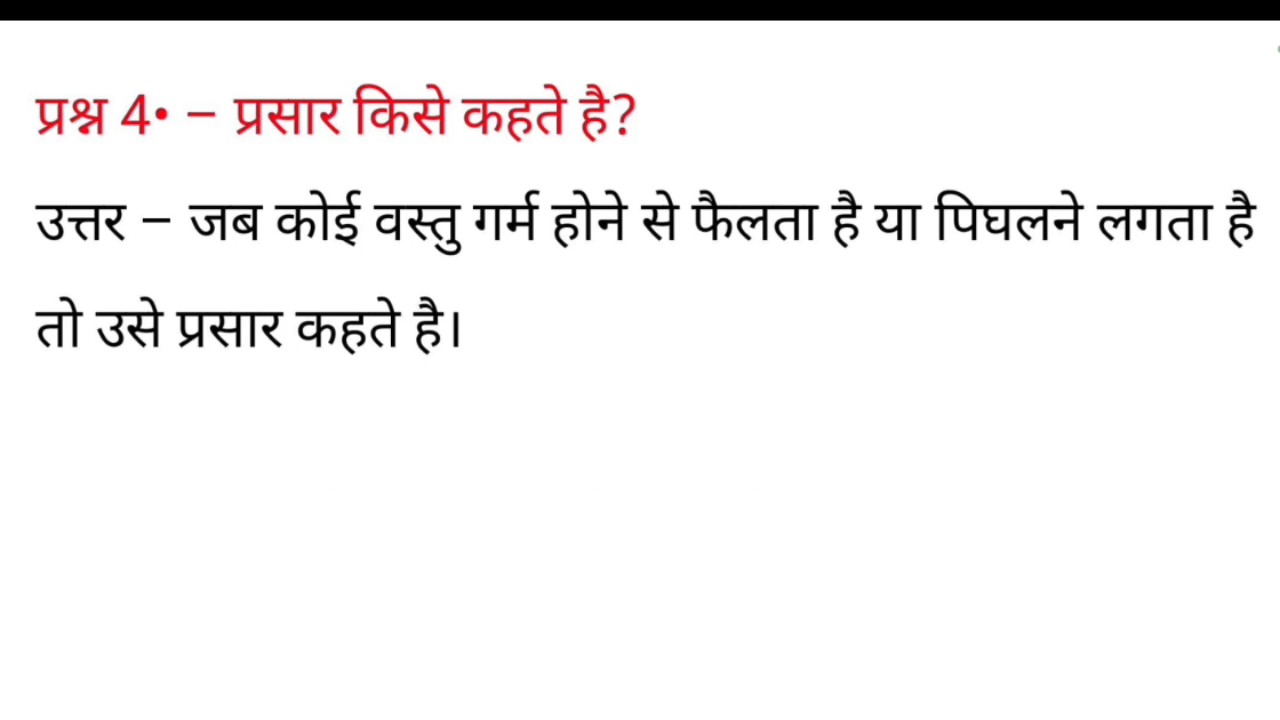 प्रश्न 4• – प्रसार किसे कहते है?
उत्तर – जब कोई वस्तु गर्म होने से फैलता है या पिघलने लगता है
तो उसे प्रसार कहते है।